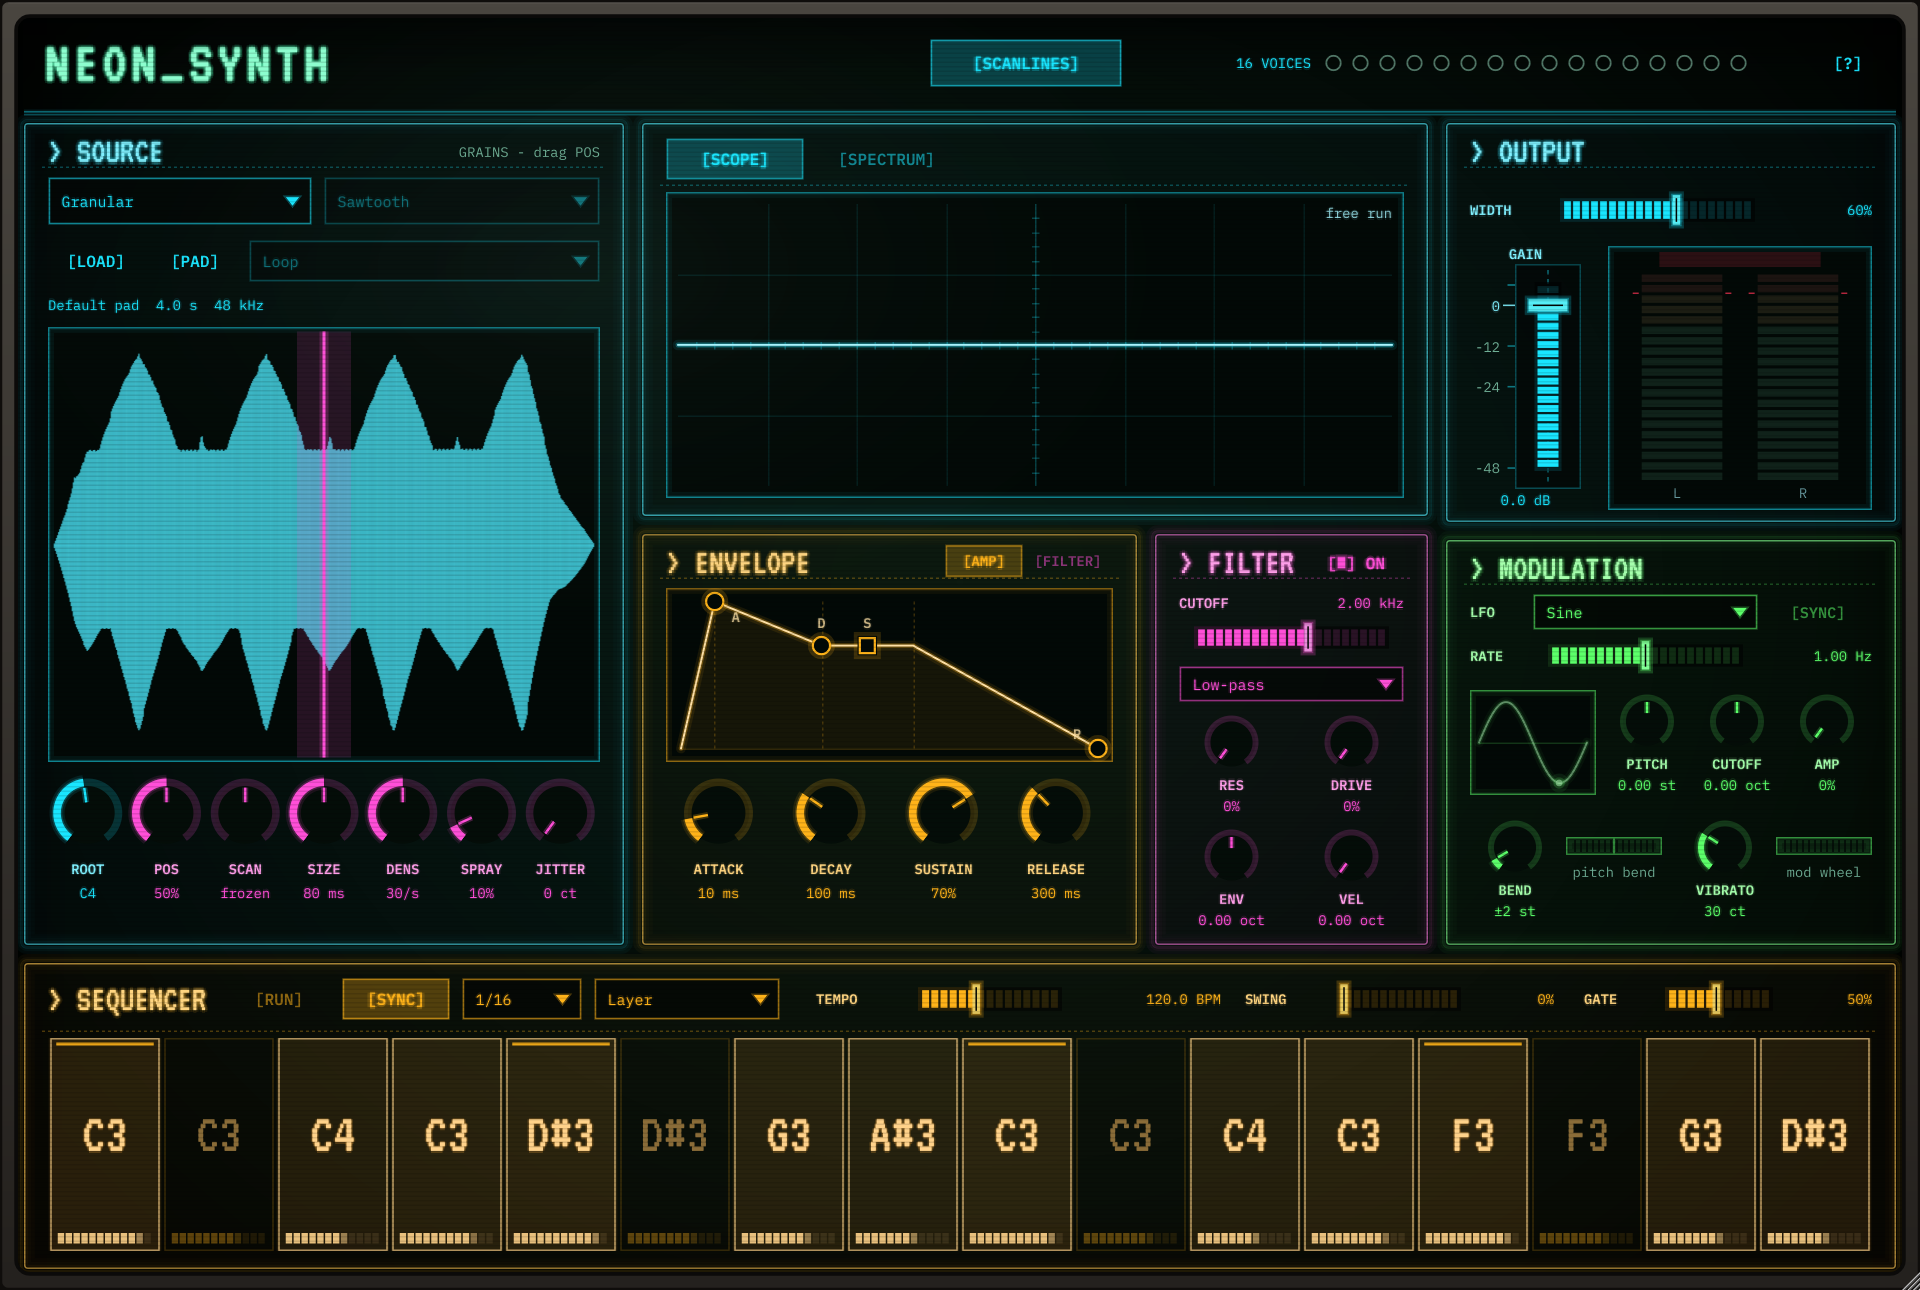 NEON_SYNTH
[SCANLINES]
16 VOICES
[?]
❯ SOURCE
GRAINS - drag POS
Granular
Sawtooth
[LOAD]
[PAD]
Loop
Default pad 4.0 s 48 kHz
ROOT POS SCAN SIZE DENS SPRAY JITTER
C4 50% frozen 80 ms 30/s 10% 0 ct
[SCOPE]
[SPECTRUM]
free run
❯ OUTPUT
WIDTH
60%
GAIN
0
-12
-24
-48
0.0 dB
L R
❯ ENVELOPE
[AMP]
[FILTER]
A
D
S
R
ATTACK DECAY SUSTAIN RELEASE
10 ms 100 ms 70% 300 ms
❯ FILTER
[■] ON
CUTOFF
2.00 kHz
Low-pass
RES DRIVE
0% 0%
ENV VEL
0.00 oct 0.00 oct
❯ MODULATION
LFO
Sine
[SYNC]
RATE
1.00 Hz
PITCH CUTOFF AMP
0.00 st 0.00 oct 0%
pitch bend
mod wheel
BEND VIBRATO
±2 st 30 ct
❯ SEQUENCER
[RUN]
[SYNC]
1/16
Layer
TEMPO
120.0 BPM
SWING
0%
GATE
50%
C3 C3 C4 C3 D#3 D#3 G3 A#3 C3 C3 C4 C3 F3 F3 G3 D#3